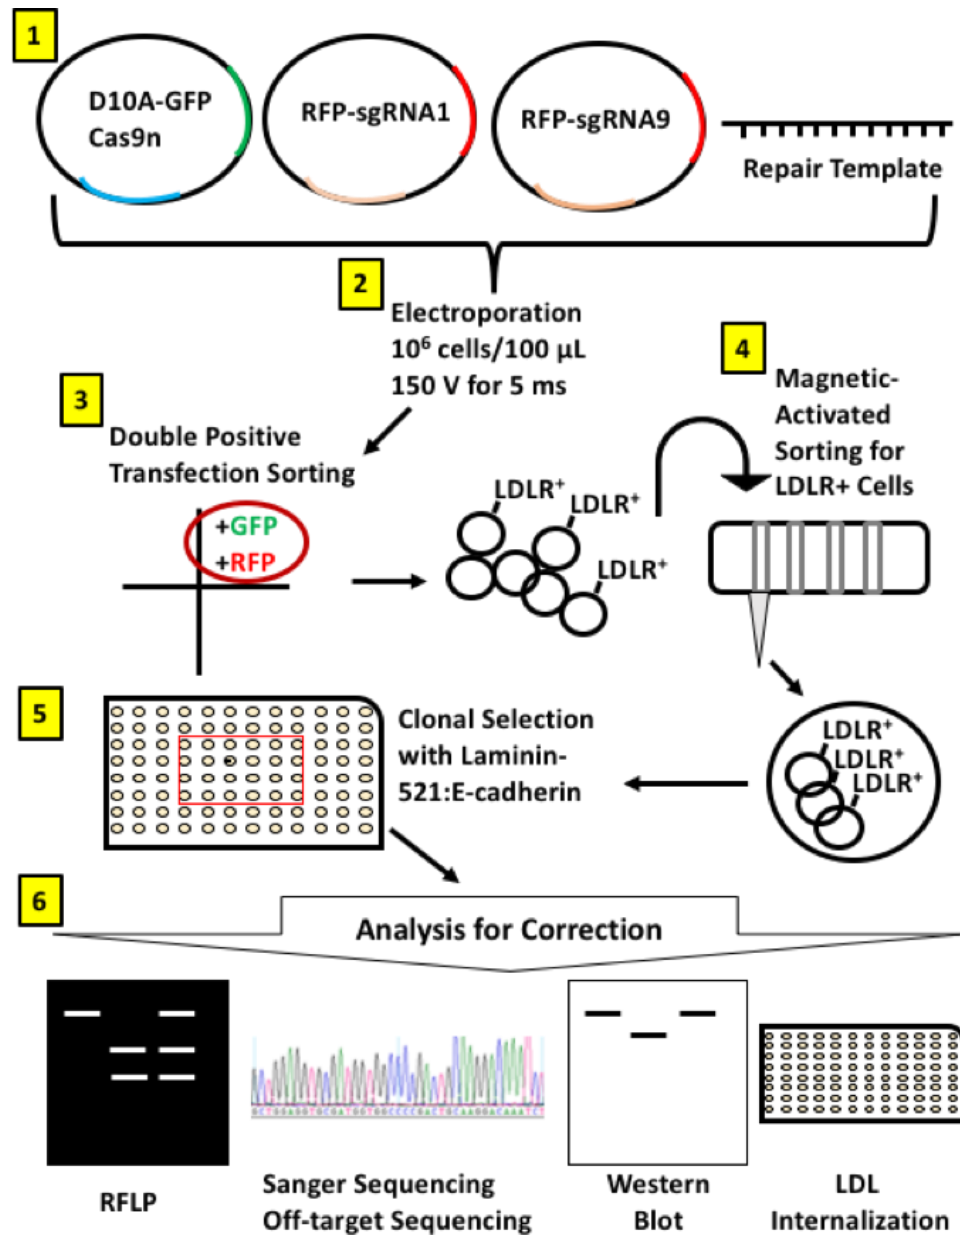 1
D10A-GFP
Cas9n
RFP-sgRNA1
RFP-sgRNA9
Repair Template
2
Electroporation
10⁶ cells/100 µL
150 V for 5 ms
3
Double Positive
Transfection Sorting
+GFP
+RFP
LDLR⁺
LDLR⁺
LDLR⁺
4
Magnetic-
Activated
Sorting for
LDLR+ Cells
LDLR⁺
LDLR⁺
LDLR⁺
5
Clonal Selection
with Laminin-
521:E-cadherin
6
Analysis for Correction
GCTGGAGGTGCGATGGTGGCCCCGACTGCAAGGACAAATCT
RFLP
Sanger Sequencing
Off-target Sequencing
Western
Blot
LDL
Internalization